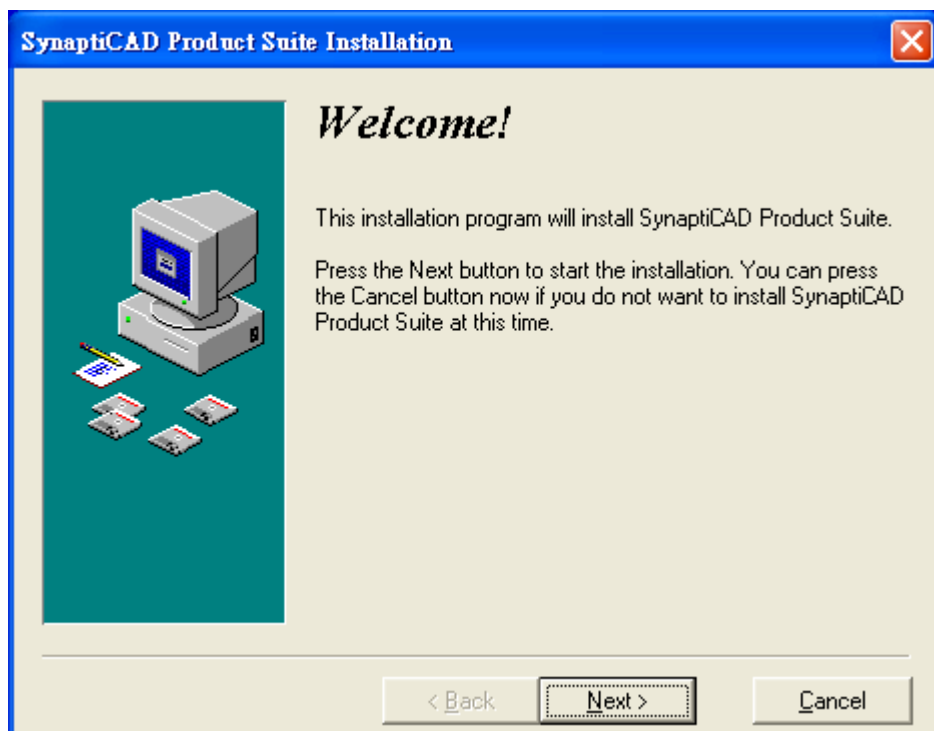 SynaptiCAD Product Suite Installation
Welcome!
This installation program will install SynaptiCAD Product Suite.
Press the Next button to start the installation. You can press
the Cancel button now if you do not want to install SynaptiCAD
Product Suite at this time.
< Back Next > Cancel